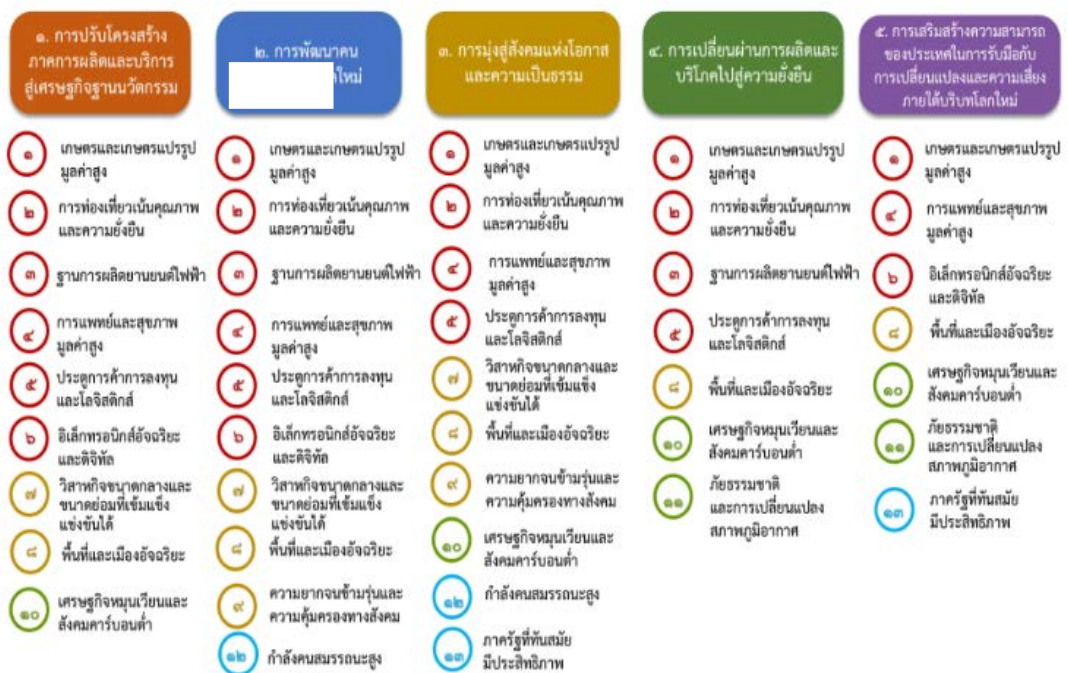 ๑. การปรับโครงสร้าง
ภาคการผลิตและบริการ
สู่เศรษฐกิจฐานนวัตกรรม
๑
เกษตรและเกษตรแปรรูป
มูลค่าสูง
๒
การท่องเที่ยวเน้นคุณภาพ
และความยั่งยืน
๓
ฐานการผลิตยานยนต์ไฟฟ้า
๔
การแพทย์และสุขภาพ
มูลค่าสูง
๕
ประตูการค้าการลงทุน
และโลจิสติกส์
๖
อิเล็กทรอนิกส์อัจฉริยะ
และดิจิทัล
๗
วิสาหกิจขนาดกลางและ
ขนาดย่อมที่เข้มแข็ง
แข่งขันได้
๘
พื้นที่และเมืองอัจฉริยะ
๑๐
เศรษฐกิจหมุนเวียนและ
สังคมคาร์บอนต่ำ
๒. การพัฒนาคน
ใหม่
๑
เกษตรและเกษตรแปรรูป
มูลค่าสูง
๒
การท่องเที่ยวเน้นคุณภาพ
และความยั่งยืน
๓
ฐานการผลิตยานยนต์ไฟฟ้า
๔
การแพทย์และสุขภาพ
มูลค่าสูง
๕
ประตูการค้าการลงทุน
และโลจิสติกส์
๖
อิเล็กทรอนิกส์อัจฉริยะ
และดิจิทัล
๗
วิสาหกิจขนาดกลางและ
ขนาดย่อมที่เข้มแข็ง
แข่งขันได้
๘
พื้นที่และเมืองอัจฉริยะ
๙
ความยากจนข้ามรุ่นและ
ความคุ้มครองทางสังคม
๑๒
กำลังคนสมรรถนะสูง
๓. การมุ่งสู่สังคมแห่งโอกาส
และความเป็นธรรม
๑
เกษตรและเกษตรแปรรูป
มูลค่าสูง
๒
การท่องเที่ยวเน้นคุณภาพ
และความยั่งยืน
๔
การแพทย์และสุขภาพ
มูลค่าสูง
๕
ประตูการค้าการลงทุน
และโลจิสติกส์
๗
วิสาหกิจขนาดกลางและ
ขนาดย่อมที่เข้มแข็ง
แข่งขันได้
๘
พื้นที่และเมืองอัจฉริยะ
๙
ความยากจนข้ามรุ่นและ
ความคุ้มครองทางสังคม
๑๐
เศรษฐกิจหมุนเวียนและ
สังคมคาร์บอนต่ำ
๑๒
กำลังคนสมรรถนะสูง
๑๓
ภาครัฐที่ทันสมัย
มีประสิทธิภาพ
๔. การเปลี่ยนผ่านการผลิตและ
บริโภคไปสู่ความยั่งยืน
๑
เกษตรและเกษตรแปรรูป
มูลค่าสูง
๒
การท่องเที่ยวเน้นคุณภาพ
และความยั่งยืน
๓
ฐานการผลิตยานยนต์ไฟฟ้า
๕
ประตูการค้าการลงทุน
และโลจิสติกส์
๘
พื้นที่และเมืองอัจฉริยะ
๑๐
เศรษฐกิจหมุนเวียนและ
สังคมคาร์บอนต่ำ
๑๑
ภัยธรรมชาติ
และการเปลี่ยนแปลง
สภาพภูมิอากาศ
๕. การเสริมสร้างความสามารถ
ของประเทศในการรับมือกับ
การเปลี่ยนแปลงและความเสี่ยง
ภายใต้บริบทโลกใหม่
๑
เกษตรและเกษตรแปรรูป
มูลค่าสูง
๔
การแพทย์และสุขภาพ
มูลค่าสูง
๖
อิเล็กทรอนิกส์อัจฉริยะ
และดิจิทัล
๘
พื้นที่และเมืองอัจฉริยะ
๑๐
เศรษฐกิจหมุนเวียนและ
สังคมคาร์บอนต่ำ
๑๑
ภัยธรรมชาติ
และการเปลี่ยนแปลง
สภาพภูมิอากาศ
๑๓
ภาครัฐที่ทันสมัย
มีประสิทธิภาพ